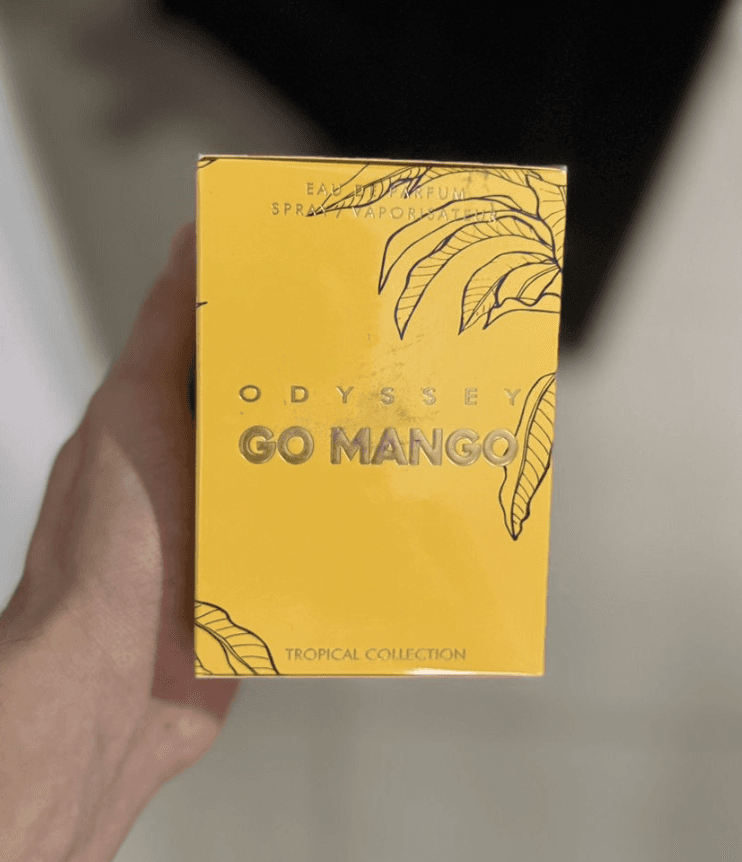 EAU DE PARFUM
SPRAY / VAPORISATEUR
ODYSSEY
GO MANGO
TROPICAL COLLECTION